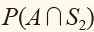 P(A ∩ S₂)